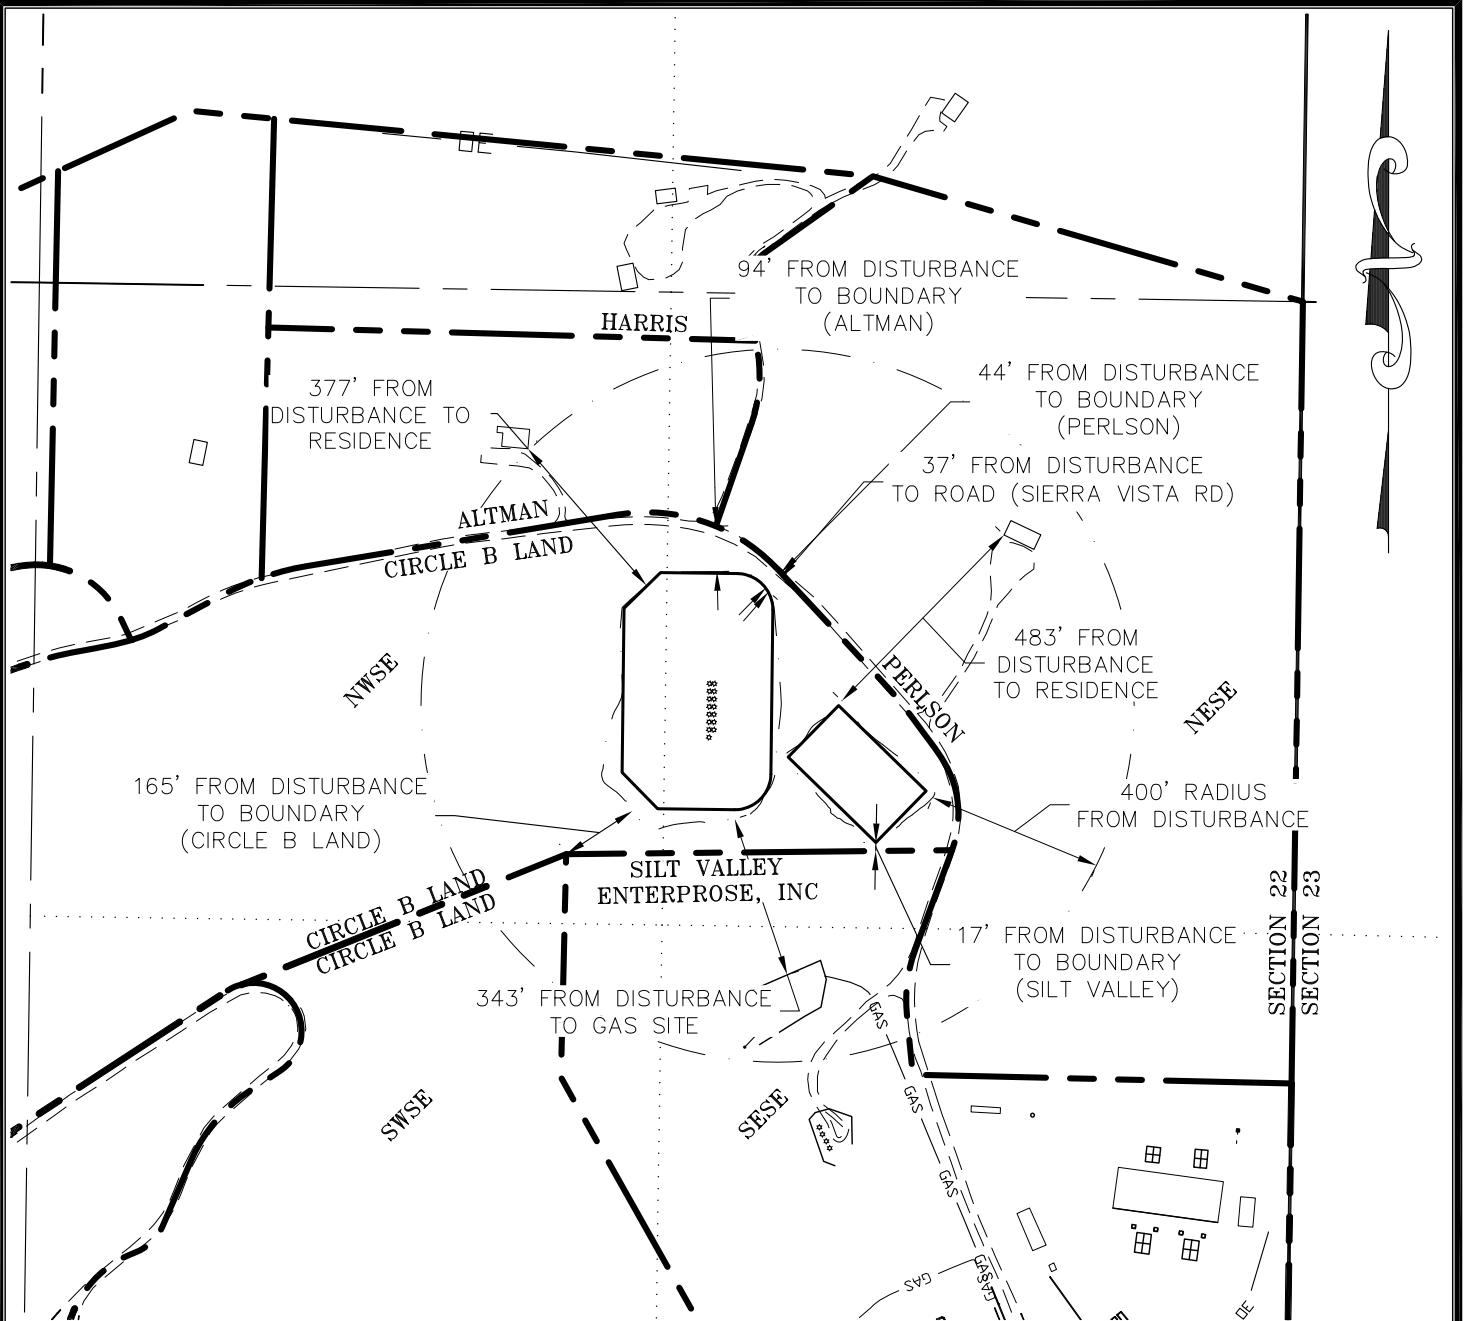 94' FROM DISTURBANCE
TO BOUNDARY
(ALTMAN)
HARRIS
377' FROM
DISTURBANCE TO
RESIDENCE
44' FROM DISTURBANCE
TO BOUNDARY
(PERLSON)
37' FROM DISTURBANCE
TO ROAD (SIERRA VISTA RD)
ALTMAN
CIRCLE B LAND
NWSE
483' FROM
DISTURBANCE
TO RESIDENCE
PERLSON
NESE
165' FROM DISTURBANCE
TO BOUNDARY
(CIRCLE B LAND)
400' RADIUS
FROM DISTURBANCE
SILT VALLEY
ENTERPROSE, INC
CIRCLE B LAND
CIRCLE B LAND
SECTION 22
SECTION 23
17' FROM DISTURBANCE
TO BOUNDARY
(SILT VALLEY)
343' FROM DISTURBANCE
TO GAS SITE
GAS
GAS
SWSE
SESE
GAS
GAS
GAS
GAS